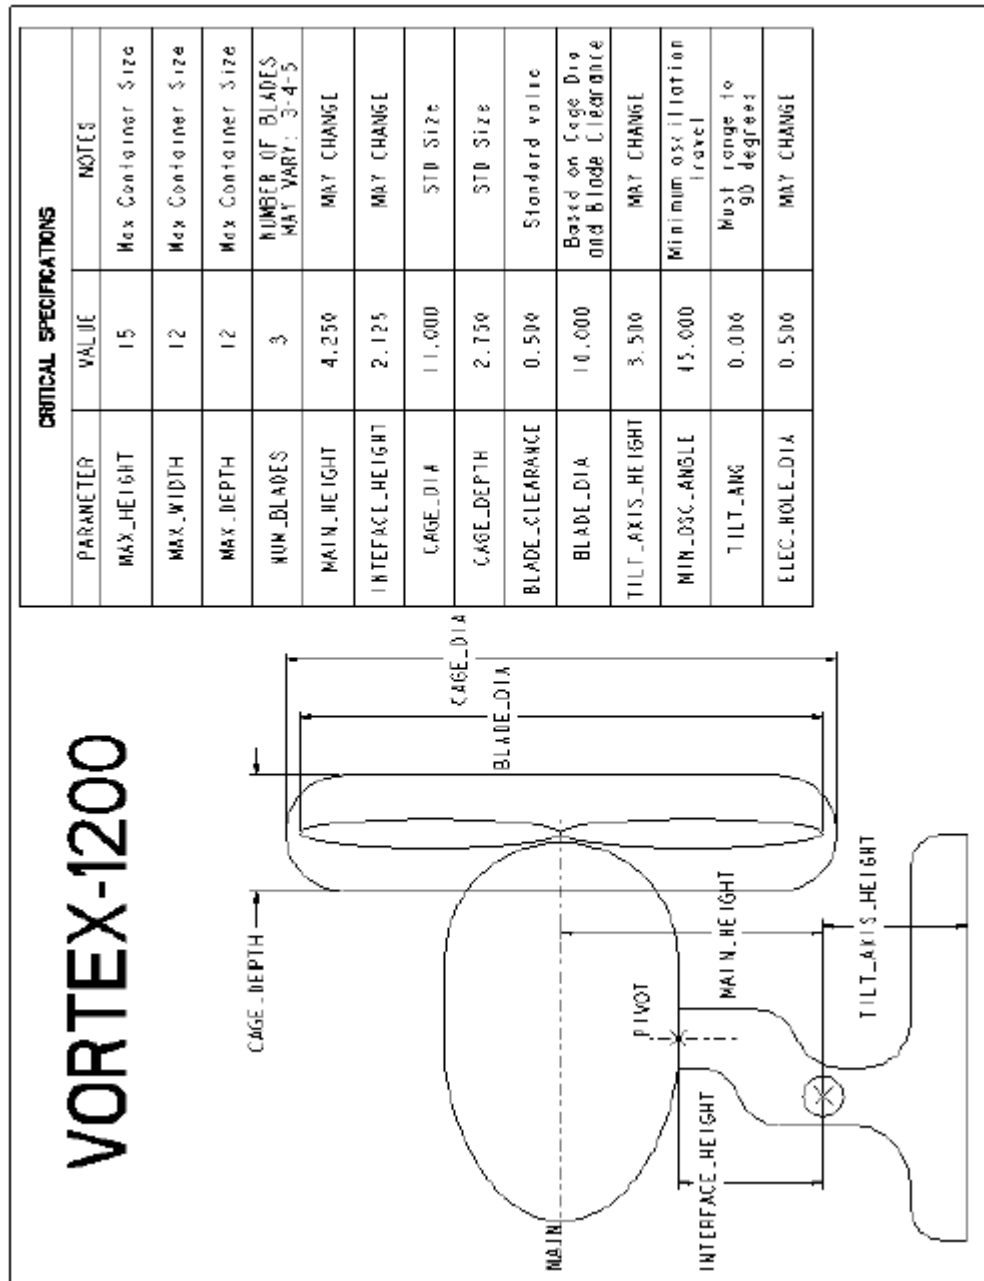 VORTEX-1200
CRITICAL SPECIFICATIONS
PARAMETER VALUE NOTES
MAX_HEIGHT 15 Max Container Size
MAX_WIDTH 12 Max Container Size
MAX_DEPTH 12 Max Container Size
NUM_BLADES 3 NUMBER OF BLADES
MAY VARY: 3-4-5
MAIN_HEIGHT 4.250 MAY CHANGE
INTEFACE_HEIGHT 2.125 MAY CHANGE
CAGE_DIA 11.000 STD Size
CAGE_DEPTH 2.750 STD Size
BLADE_CLEARANCE 0.500 Standard value
BLADE_DIA 10.000 Based on Cage Dia
and Blade Clearance
TILT_AXIS_HEIGHT 3.500 MAY CHANGE
MIN_OSC_ANGLE 45.000 Minimum oscillation
travel
TILT_ANG 0.000 Must range to
90 degrees
ELEC_HOLE_DIA 0.500 MAY CHANGE
CAGE_DEPTH
CAGE_DIA
BLADE_DIA
MAIN
PIVOT
MAIN_HEIGHT
INTERFACE_HEIGHT
TILT_AXIS_HEIGHT